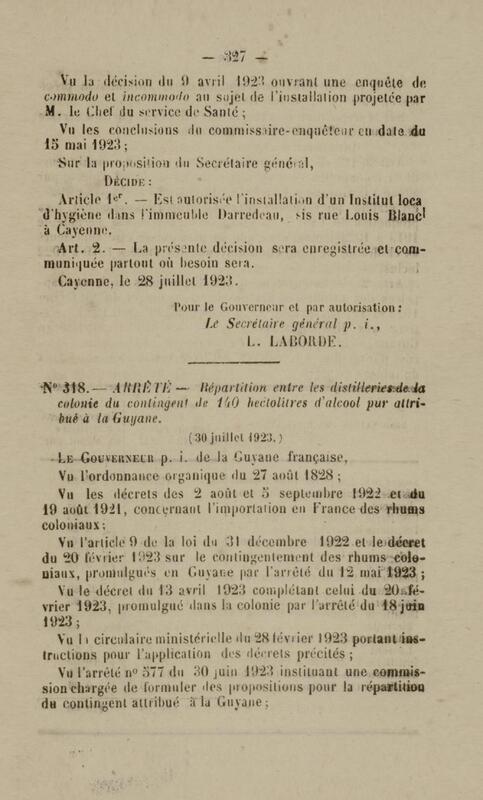 — 327 —
Vu la décision du 9 avril 1923 ouvrant une enquête de
commodo et incommodo au sujet de l'installation projetée par
M. le Chef du service de Santé ;
Vu les conclusions du commissaire-enquêteur en date du
15 mai 1923 ;
Sur la proposition du Secrétaire général,
DÉCIDE :
Article 1er. — Est autorisée l'installation d'un Institut loca
d'hygiène dans l'immeuble Darredeau, sis rue Louis Blancl
à Cayenne.
Art. 2. — La présente décision sera enregistrée et com-
muniquée partout où besoin sera.
Cayenne, le 28 juillet 1923.
Pour le Gouverneur et par autorisation :
Le Secrétaire général p. i.,
L. LABORDE.
N° 318. — ARRÊTÉ — Répartition entre les distilleries de la
colonie du contingent de 140 hectolitres d'alcool pur attri-
bué à la Guyane.
(30 juillet 1923.)
LE GOUVERNEUR p. i. de la Guyane française,
Vu l'ordonnance organique du 27 août 1828 ;
Vu les décrets des 2 août et 5 septembre 1922 et du
19 août 1921, concernant l'importation en France des rhums
coloniaux ;
Vu l'article 9 de la loi du 31 décembre 1922 et le décret
du 20 février 1923 sur le contingentement des rhums colo-
niaux, promulgués en Guyane par l'arrêté du 12 mai 1923 ;
Vu le décret du 13 avril 1923 complétant celui du 20 fé-
vrier 1923, promulgué dans la colonie par l'arrêté du 18 juin
1923 ;
Vu la circulaire ministérielle du 28 février 1923 portant ins-
tructions pour l'application des décrets précités ;
Vu l'arrêté n° 577 du 30 juin 1923 instituant une commis-
sion chargée de formuler des propositions pour la répartition
du contingent attribué à la Guyane ;